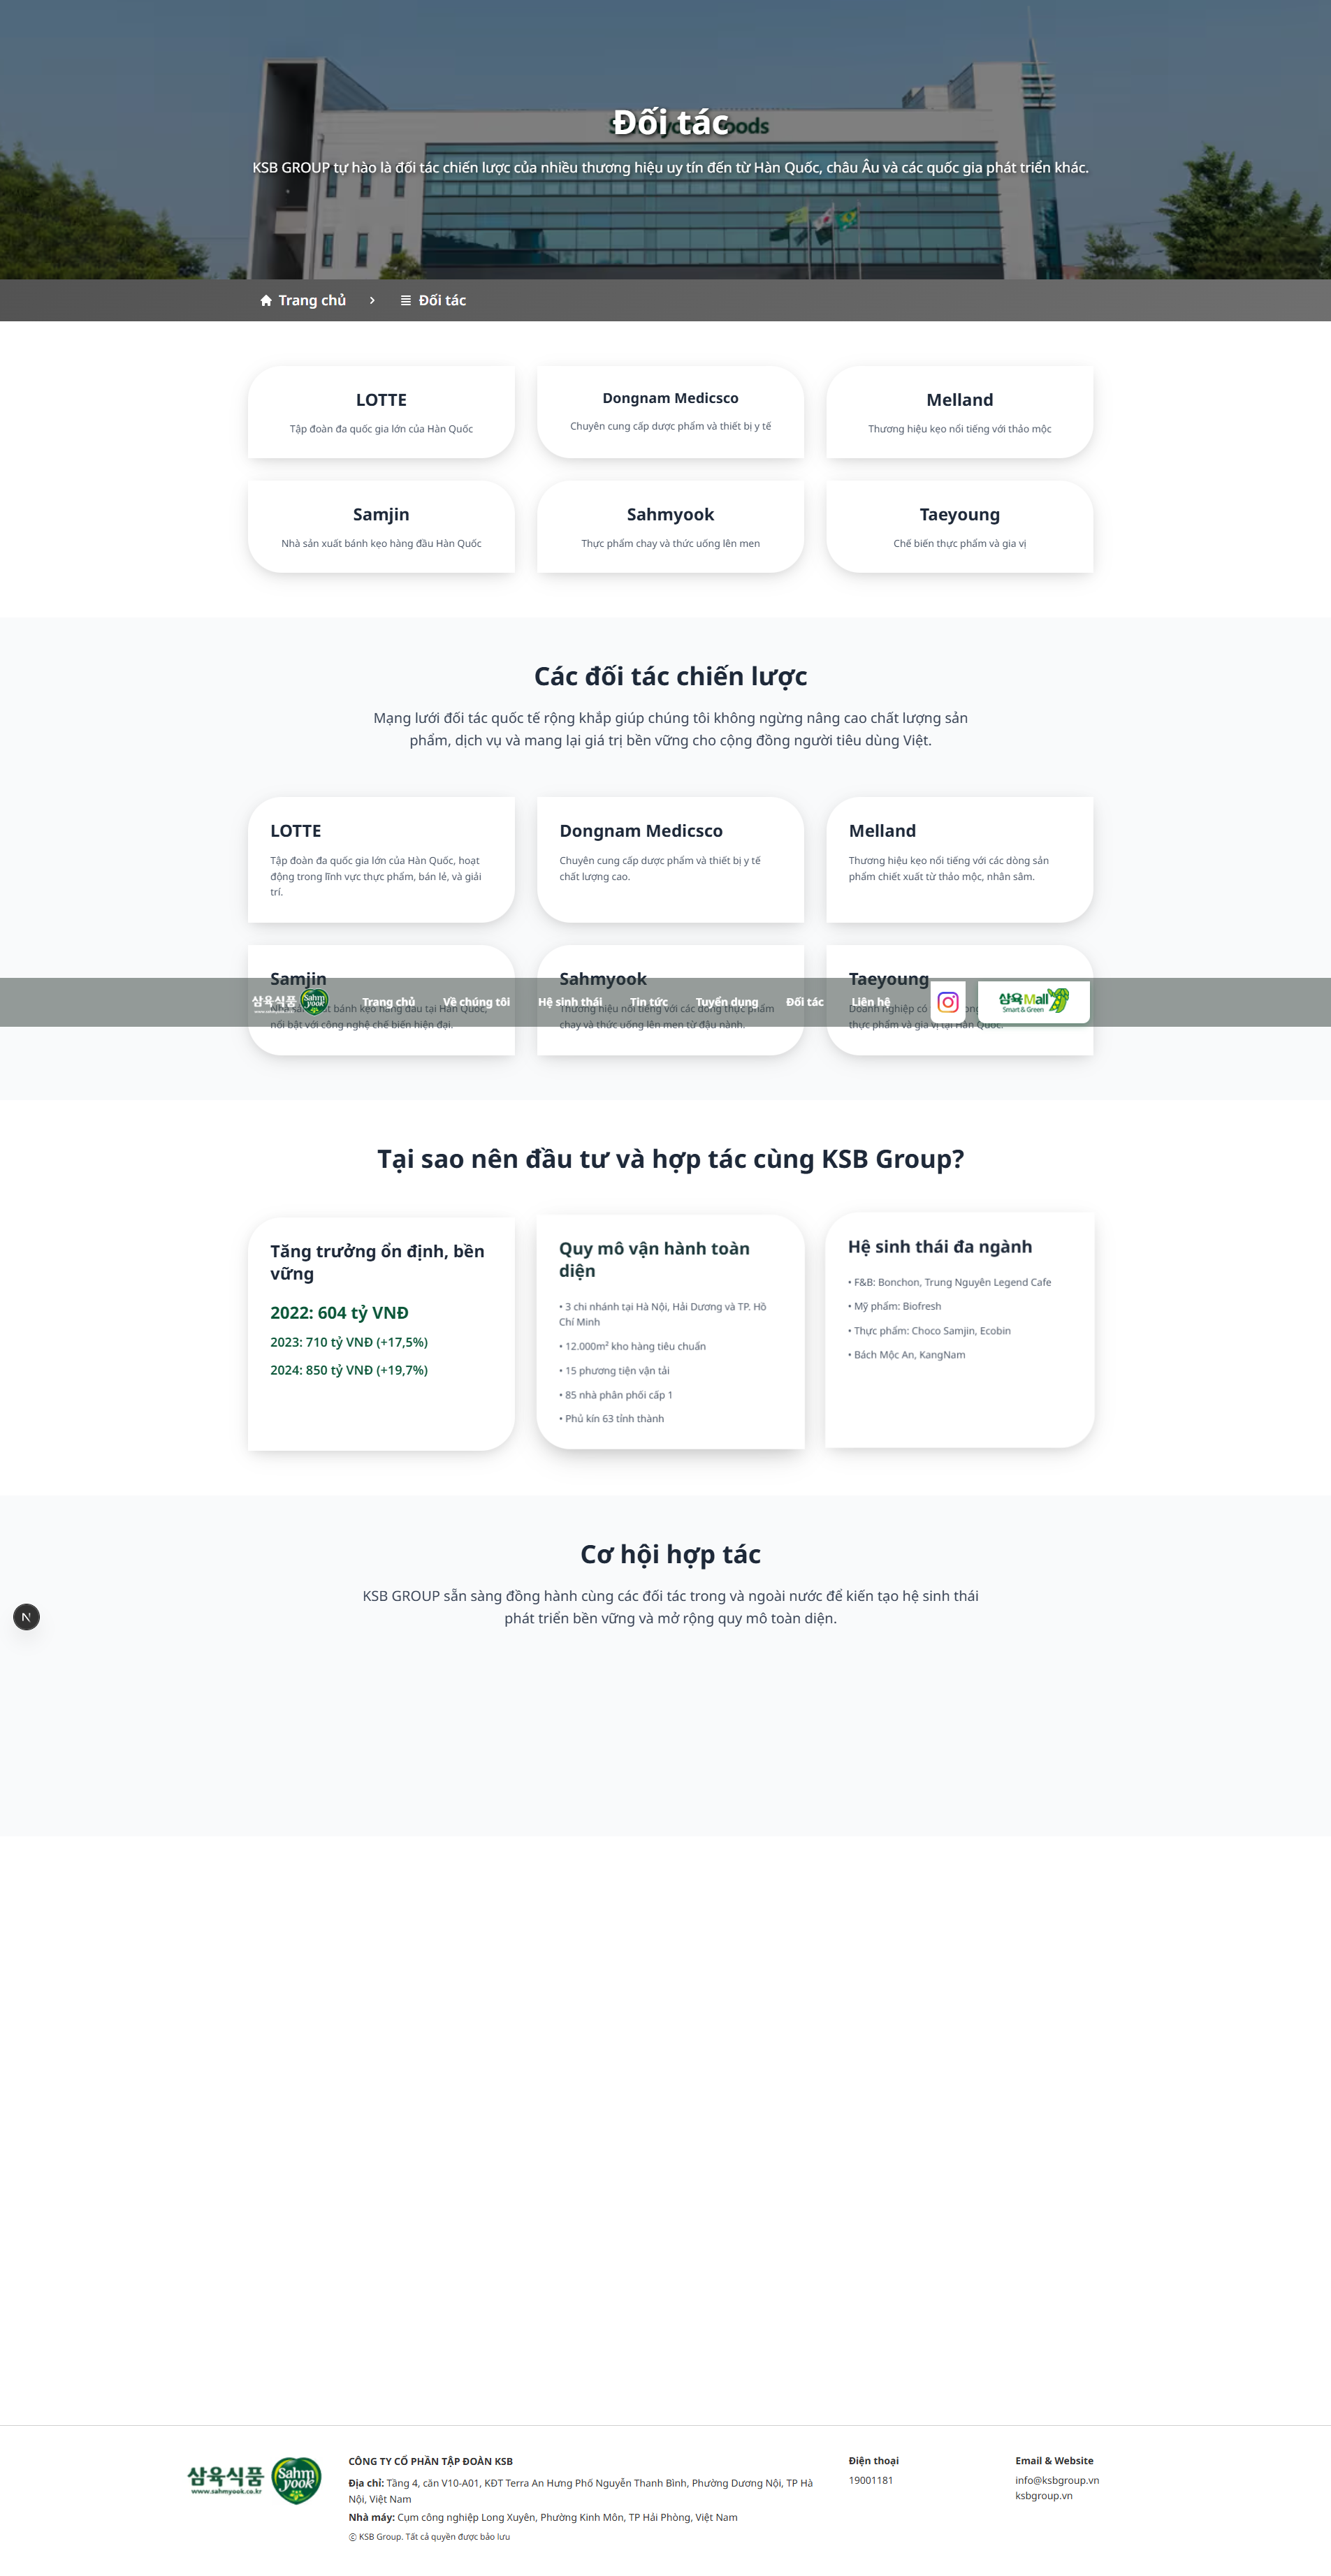 Đối tác
KSB GROUP tự hào là đối tác chiến lược của nhiều thương hiệu uy tín đến từ Hàn Quốc, châu Âu và các quốc gia phát triển khác.
Trang chủ
Đối tác
LOTTE
Tập đoàn đa quốc gia lớn của Hàn Quốc
Dongnam Medicsco
Chuyên cung cấp dược phẩm và thiết bị y tế
Melland
Thương hiệu kẹo nổi tiếng với thảo mộc
Samjin
Nhà sản xuất bánh kẹo hàng đầu Hàn Quốc
Sahmyook
Thực phẩm chay và thức uống lên men
Taeyoung
Chế biến thực phẩm và gia vị
Các đối tác chiến lược
Mạng lưới đối tác quốc tế rộng khắp giúp chúng tôi không ngừng nâng cao chất lượng sản
phẩm, dịch vụ và mang lại giá trị bền vững cho cộng đồng người tiêu dùng Việt.
LOTTE
Tập đoàn đa quốc gia lớn của Hàn Quốc, hoạt
động trong lĩnh vực thực phẩm, bán lẻ, và giải
trí.
Dongnam Medicsco
Chuyên cung cấp dược phẩm và thiết bị y tế
chất lượng cao.
Melland
Thương hiệu kẹo nổi tiếng với các dòng sản
phẩm chiết xuất từ thảo mộc, nhân sâm.
Samjin
bánh kẹo hàng đầu tại Hàn Quốc,
nổi bật với công nghệ chế biến hiện đại.
Sahmyook
Thương hiệu nổi tiếng với các dòng thực phẩm
chay và thức uống lên men từ đậu nành.
Taeyoung
Doanh nghiệp có
thực phẩm và gia vị tại Hàn Quốc.
삼육식품
Sahm
yook
Trang chủ
Về chúng tôi
Hệ sinh thái
Tin tức
Tuyển dụng
Đối tác
Liên hệ
삼육Mall
Smart & Green
Tại sao nên đầu tư và hợp tác cùng KSB Group?
Tăng trưởng ổn định, bền
vững
2022: 604 tỷ VNĐ
2023: 710 tỷ VNĐ (+17,5%)
2024: 850 tỷ VNĐ (+19,7%)
Quy mô vận hành toàn
diện
• 3 chi nhánh tại Hà Nội, Hải Dương và TP. Hồ
Chí Minh
• 12.000m² kho hàng tiêu chuẩn
• 15 phương tiện vận tải
• 85 nhà phân phối cấp 1
• Phủ kín 63 tỉnh thành
Hệ sinh thái đa ngành
• F&B: Bonchon, Trung Nguyên Legend Cafe
• Mỹ phẩm: Biofresh
• Thực phẩm: Choco Samjin, Ecobin
• Bách Mộc An, KangNam
Cơ hội hợp tác
KSB GROUP sẵn sàng đồng hành cùng các đối tác trong và ngoài nước để kiến tạo hệ sinh thái
phát triển bền vững và mở rộng quy mô toàn diện.
N
삼육식품
www.sahmyook.co.kr
Sahm
yook
CÔNG TY CỔ PHẦN TẬP ĐOÀN KSB
Địa chỉ: Tầng 4, căn V10-A01, KĐT Terra An Hưng Phố Nguyễn Thanh Bình, Phường Dương Nội, TP Hà
Nội, Việt Nam
Nhà máy: Cụm công nghiệp Long Xuyên, Phường Kinh Môn, TP Hải Phòng, Việt Nam
© KSB Group. Tất cả quyền được bảo lưu
Điện thoại
19001181
Email & Website
info@ksbgroup.vn
ksbgroup.vn